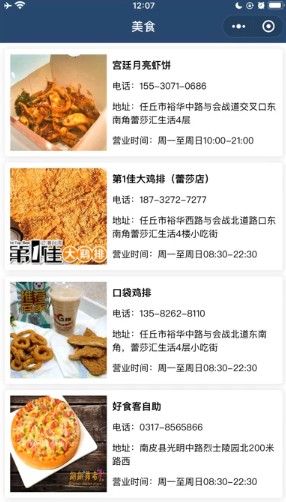 12:07
美食
宫廷月亮虾饼
电话：155-3071-0686
地址：任丘市裕华中路与会战道交叉口东
南角蕾莎汇生活4层
营业时间：周一至周日10:00-21:00
第1佳大鸡排（蕾莎店）
电话：187-3272-7277
地址：任丘市裕华西路与会战北道路口东
南角蕾莎汇生活4楼小吃街
营业时间：周一至周日08:30-22:30
第1佳
大鸡排
口袋鸡排
电话：135-8262-8110
地址：任丘市裕华中路与会战北道东南
角，蕾莎汇生活4层小吃街
营业时间：周一至周日08:30-22:30
好食客自助
电话：0317-8565866
地址：南皮县光明中路烈士陵园北200米
路西
营业时间：周一至周日08:30-22:30